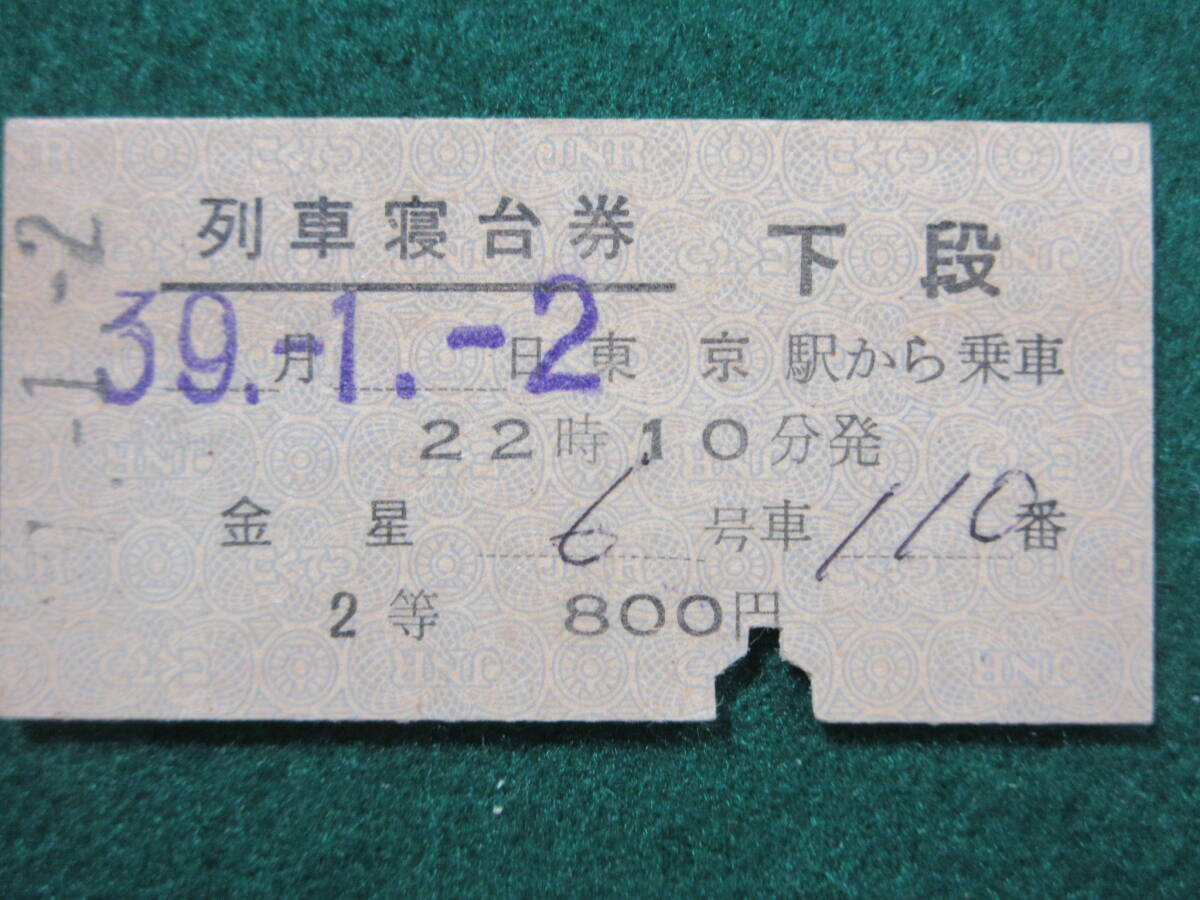 列車寝台券 下段
39.-1.-2
月 日 東京駅から乗車
22時10分発
金星 6号車 110番
2等 800円
-1.-2